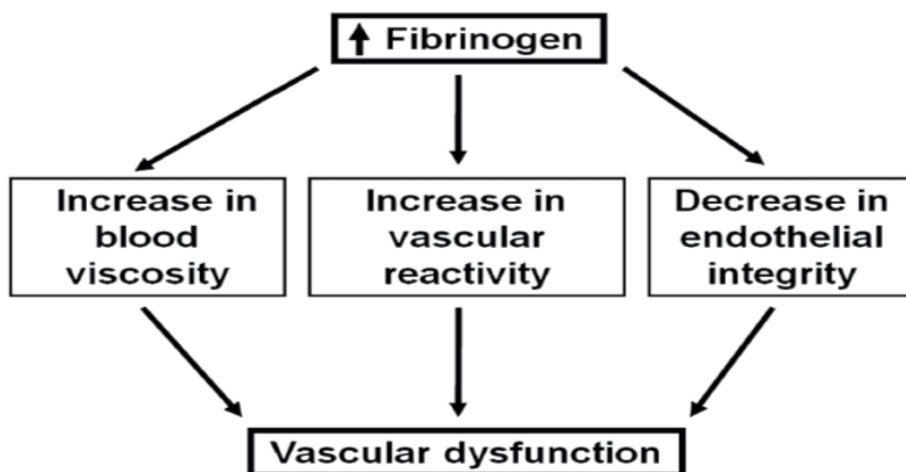 ↑ Fibrinogen
Increase in
blood
viscosity
Increase in
vascular
reactivity
Decrease in
endothelial
integrity
Vascular dysfunction